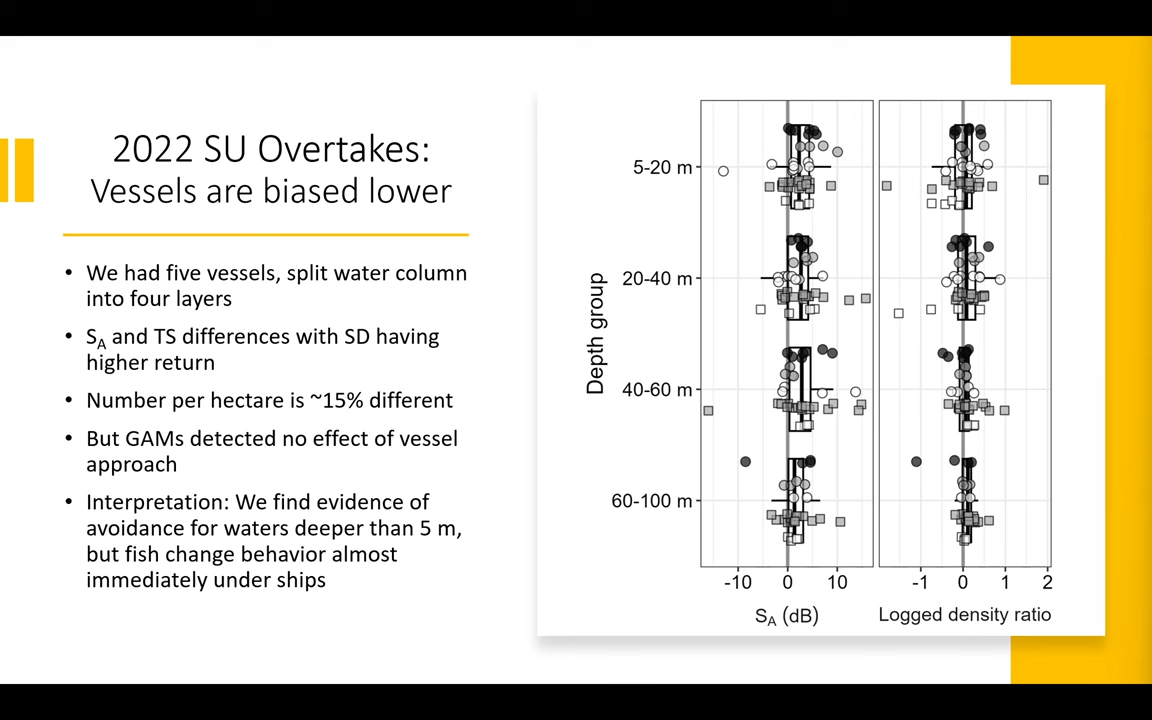 2022 SU Overtakes:
Vessels are biased lower
• We had five vessels, split water column
into four layers
• SA and TS differences with SD having
higher return
• Number per hectare is ~15% different
• But GAMs detected no effect of vessel
approach
• Interpretation: We find evidence of
avoidance for waters deeper than 5 m,
but fish change behavior almost
immediately under ships
Depth group
5-20 m
20-40 m
40-60 m
60-100 m
-10 0 10
SA (dB)
-1 0 1 2
Logged density ratio